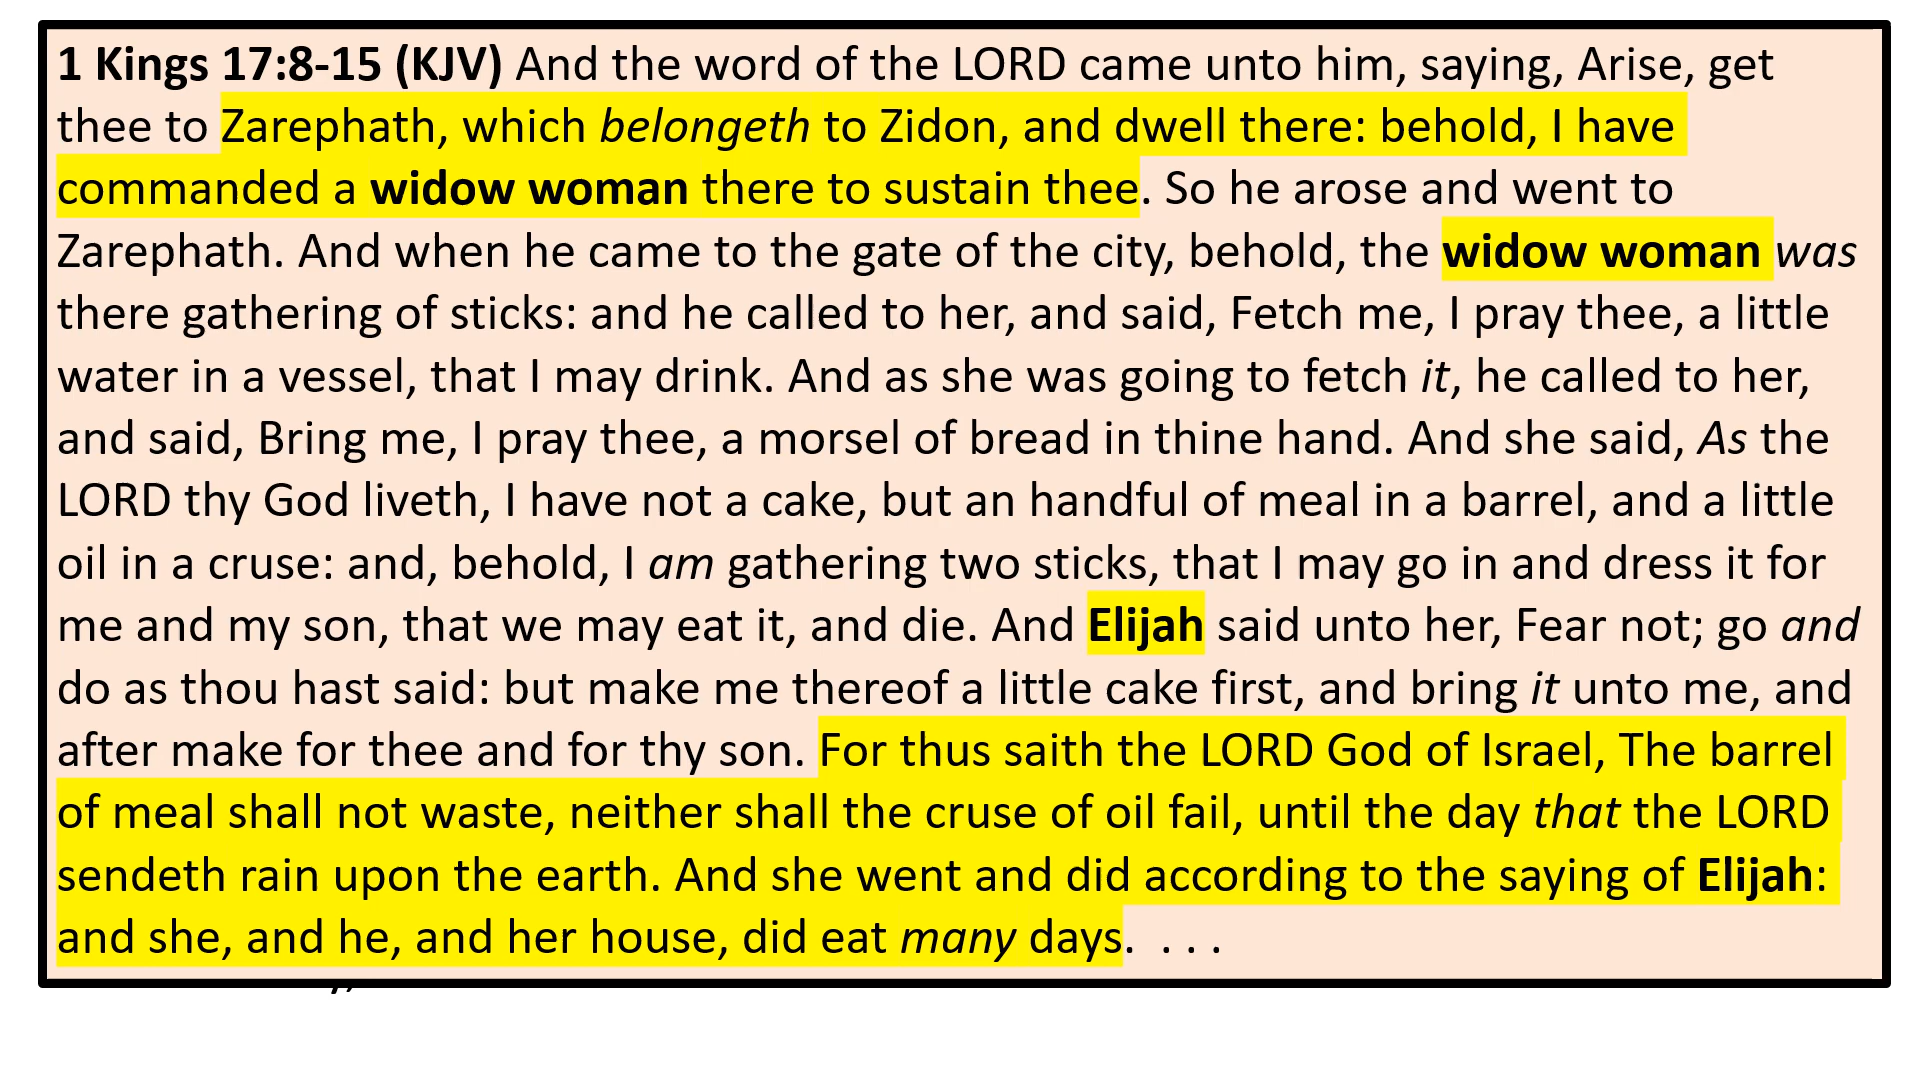 1 Kings 17:8-15 (KJV) And the word of the LORD came unto him, saying, Arise, get
thee to Zarephath, which belongeth to Zidon, and dwell there: behold, I have
commanded a widow woman there to sustain thee. So he arose and went to
Zarephath. And when he came to the gate of the city, behold, the widow woman was
there gathering of sticks: and he called to her, and said, Fetch me, I pray thee, a little
water in a vessel, that I may drink. And as she was going to fetch it, he called to her,
and said, Bring me, I pray thee, a morsel of bread in thine hand. And she said, As the
LORD thy God liveth, I have not a cake, but an handful of meal in a barrel, and a little
oil in a cruse: and, behold, I am gathering two sticks, that I may go in and dress it for
me and my son, that we may eat it, and die. And Elijah said unto her, Fear not; go and
do as thou hast said: but make me thereof a little cake first, and bring it unto me, and
after make for thee and for thy son. For thus saith the LORD God of Israel, The barrel
of meal shall not waste, neither shall the cruse of oil fail, until the day that the LORD
sendeth rain upon the earth. And she went and did according to the saying of Elijah:
and she, and he, and her house, did eat many days. . . .